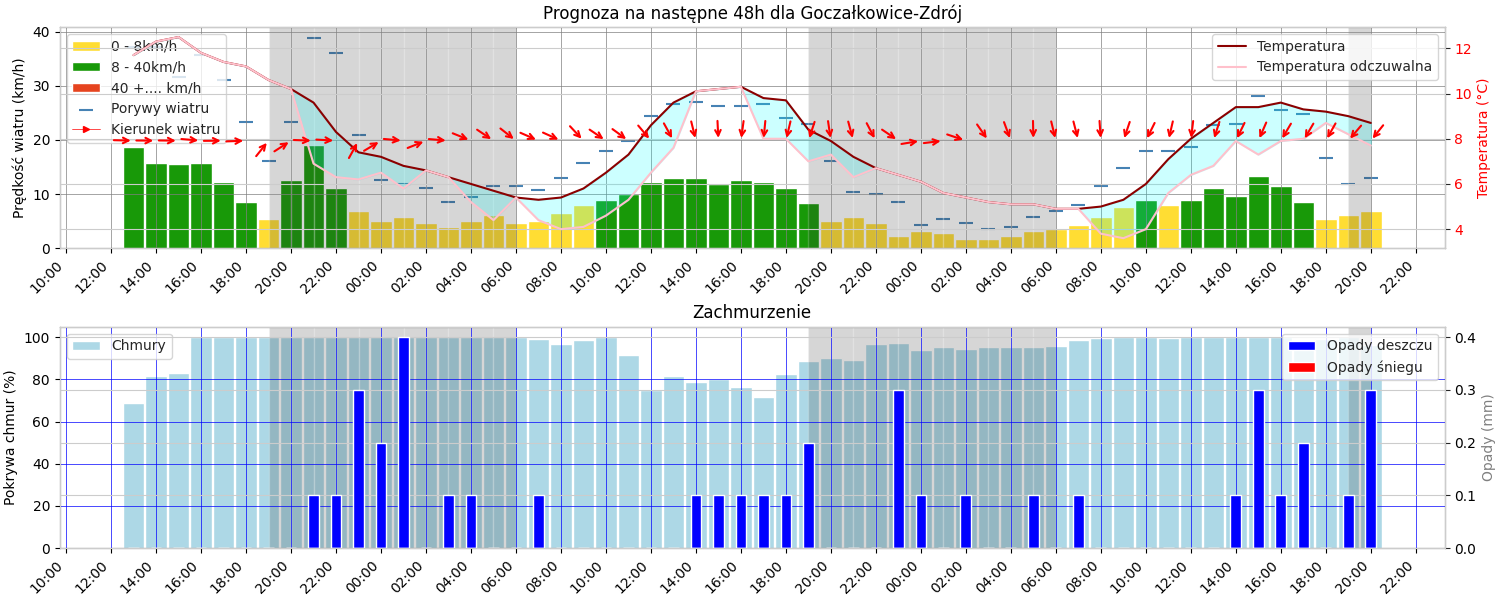 Prognoza na następne 48h dla Goczałkowice-Zdrój
Prędkość wiatru (km/h)
40
30
20
10
0
0 - 8km/h
8 - 40km/h
40 +.... km/h
Porywy wiatru
Kierunek wiatru
Temperatura
Temperatura odczuwalna
12
10
8
6
4
Temperatura (°C)
10:00 12:00 14:00 16:00 18:00 20:00 22:00 00:00 02:00 04:00 06:00 08:00 10:00 12:00 14:00 16:00 18:00 20:00 22:00 00:00 02:00 04:00 06:00 08:00 10:00 12:00 14:00 16:00 18:00 20:00 22:00
Zachmurzenie
Pokrywa chmur (%)
100
80
60
40
20
0
Chmury
Opady deszczu
Opady śniegu
0.4
0.3
0.2
0.1
0.0
Opady (mm)
10:00 12:00 14:00 16:00 18:00 20:00 22:00 00:00 02:00 04:00 06:00 08:00 10:00 12:00 14:00 16:00 18:00 20:00 22:00 00:00 02:00 04:00 06:00 08:00 10:00 12:00 14:00 16:00 18:00 20:00 22:00